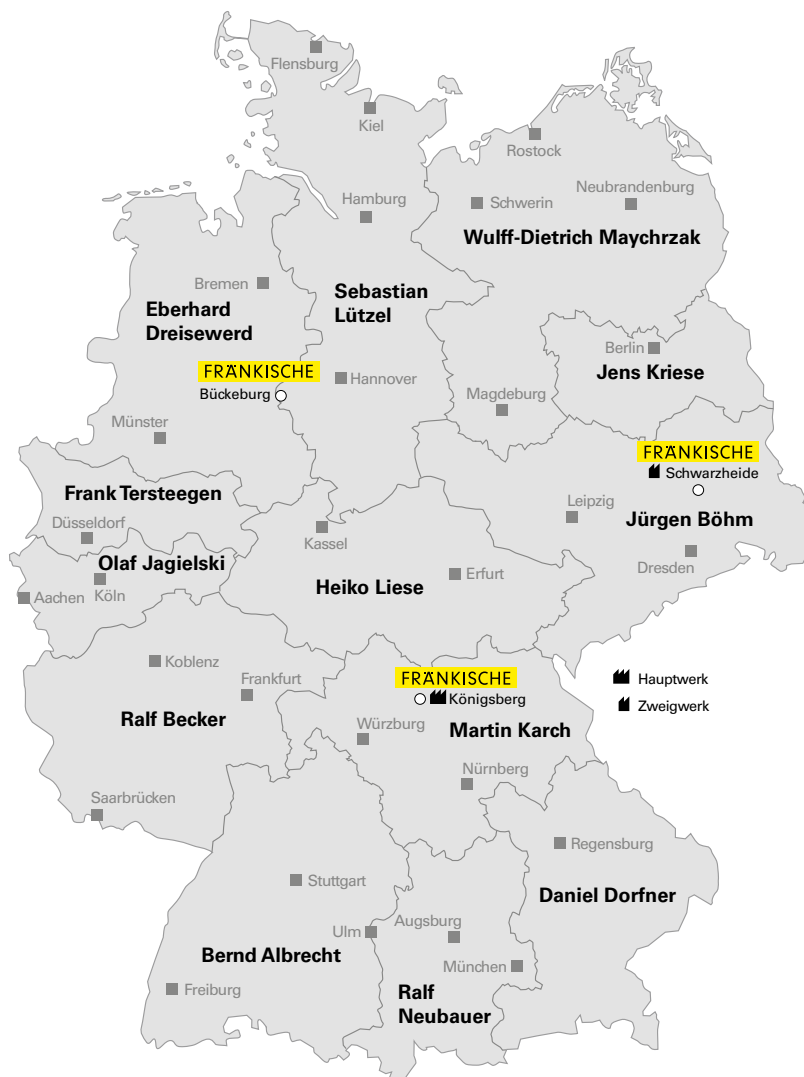 Flensburg
Kiel
Rostock
Hamburg
Schwerin
Neubrandenburg
Wulff-Dietrich Maychrzak
Bremen
Eberhard
Dreisewerd
Sebastian
Lützel
Berlin
Jens Kriese
FRÄNKISCHE
Bückeburg
Hannover
Magdeburg
Münster
FRÄNKISCHE
Schwarzheide
Frank Tersteegen
Düsseldorf
Leipzig
Jürgen Böhm
Kassel
Olaf Jagielski
Aachen
Köln
Heiko Liese
Erfurt
Dresden
Koblenz
Frankfurt
FRÄNKISCHE
Königsberg
Hauptwerk
Zweigwerk
Ralf Becker
Würzburg
Martin Karch
Nürnberg
Saarbrücken
Regensburg
Stuttgart
Daniel Dorfner
Ulm
Augsburg
Bernd Albrecht
München
Freiburg
Ralf
Neubauer